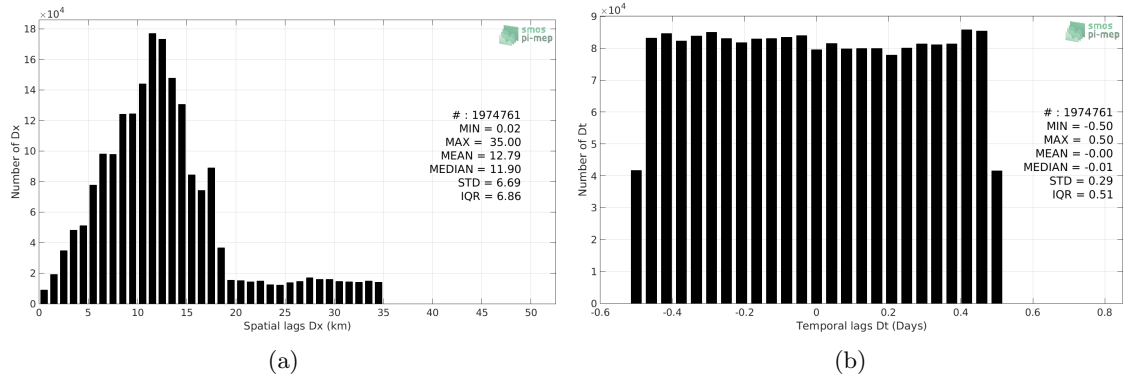 ×10⁴
18
16
14
12
10
8
6
4
2
0
Number of Dx
0 5 10 15 20 25 30 35 40 45 50
Spatial lags Dx (km)
smos
pi-mep
# : 1974761
MIN = 0.02
MAX = 35.00
MEAN = 12.79
MEDIAN = 11.90
STD = 6.69
IQR = 6.86
(a)
×10⁴
9
8
7
6
5
4
3
2
1
0
Number of Dt
-0.6 -0.4 -0.2 0 0.2 0.4 0.6 0.8
Temporal lags Dt (Days)
smos
pi-mep
# : 1974761
MIN = -0.50
MAX = 0.50
MEAN = -0.00
MEDIAN = -0.01
STD = 0.29
IQR = 0.51
(b)